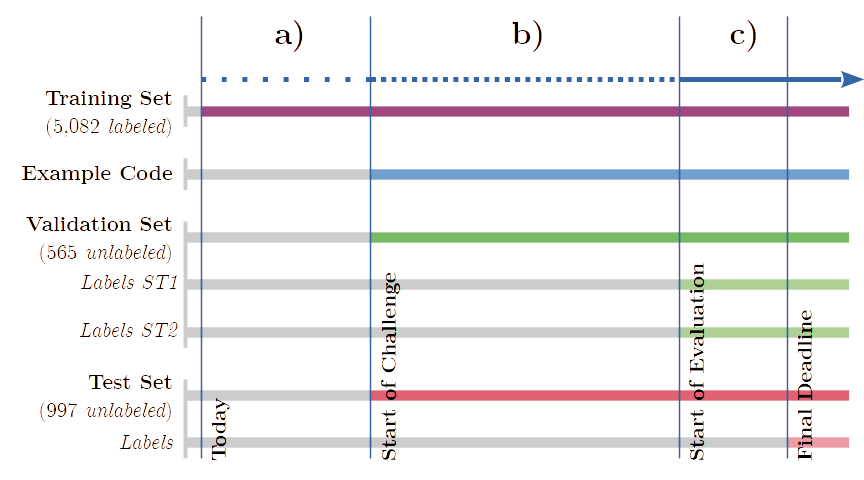 a) b) c)
Training Set
(5,082 labeled)
Example Code
Validation Set
(565 unlabeled)
Labels ST1
Labels ST2
Test Set
(997 unlabeled)
Labels
Today
Start of Challenge
Start of Evaluation
Final Deadline